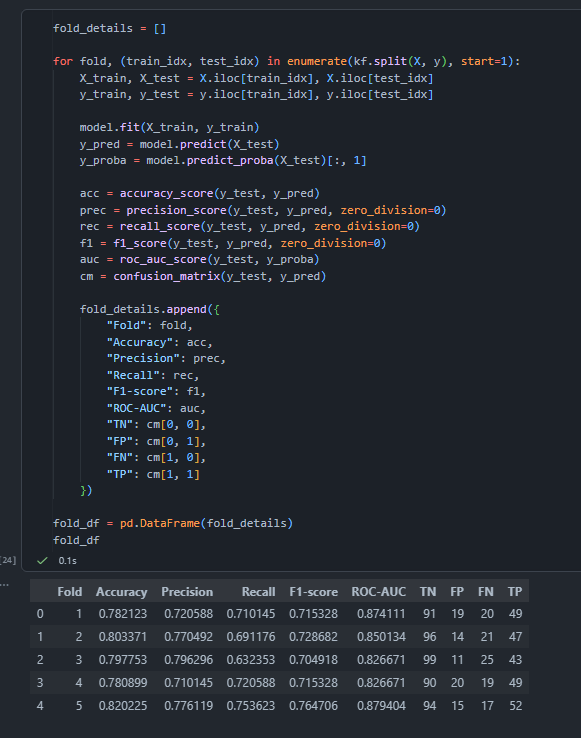 fold_details = []
for fold, (train_idx, test_idx) in enumerate(kf.split(X, y), start=1):
    X_train, X_test = X.iloc[train_idx], X.iloc[test_idx]
    y_train, y_test = y.iloc[train_idx], y.iloc[test_idx]
    model.fit(X_train, y_train)
    y_pred = model.predict(X_test)
    y_proba = model.predict_proba(X_test)[:, 1]
    acc = accuracy_score(y_test, y_pred)
    prec = precision_score(y_test, y_pred, zero_division=0)
    rec = recall_score(y_test, y_pred, zero_division=0)
    f1 = f1_score(y_test, y_pred, zero_division=0)
    auc = roc_auc_score(y_test, y_proba)
    cm = confusion_matrix(y_test, y_pred)
    fold_details.append({
        "Fold": fold,
        "Accuracy": acc,
        "Precision": prec,
        "Recall": rec,
        "F1-score": f1,
        "ROC-AUC": auc,
        "TN": cm[0, 0],
        "FP": cm[0, 1],
        "FN": cm[1, 0],
        "TP": cm[1, 1]
    })
fold_df = pd.DataFrame(fold_details)
fold_df
[24] ✓ 0.1s
...
Fold Accuracy Precision Recall F1-score ROC-AUC TN FP FN TP
0 1 0.782123 0.720588 0.710145 0.715328 0.874111 91 19 20 49
1 2 0.803371 0.770492 0.691176 0.728682 0.850134 96 14 21 47
2 3 0.797753 0.796296 0.632353 0.704918 0.826671 99 11 25 43
3 4 0.780899 0.710145 0.720588 0.715328 0.826671 90 20 19 49
4 5 0.820225 0.776119 0.753623 0.764706 0.879404 94 15 17 52